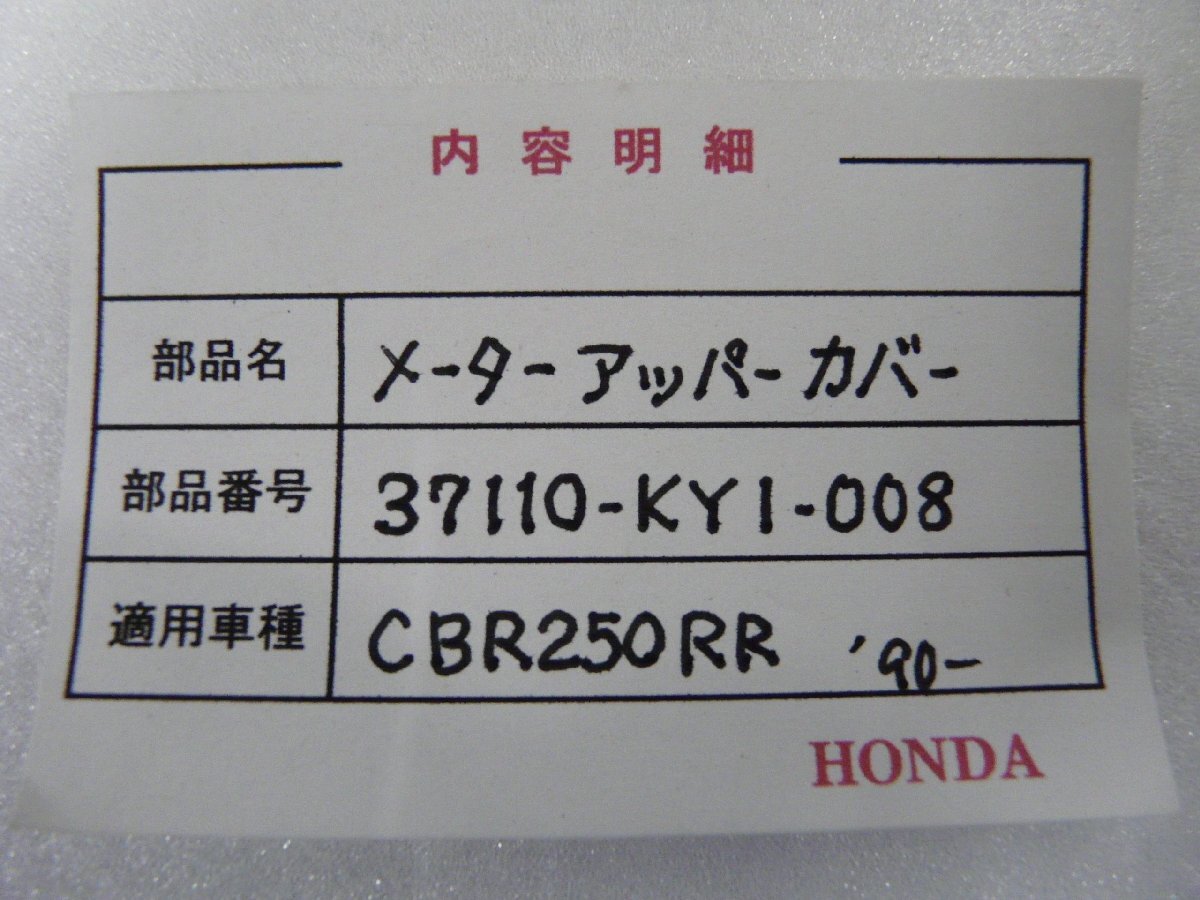 内容明細
部品名 メーターアッパーカバー
部品番号 37110-KY1-008
適用車種 CBR250RR '90-
HONDA